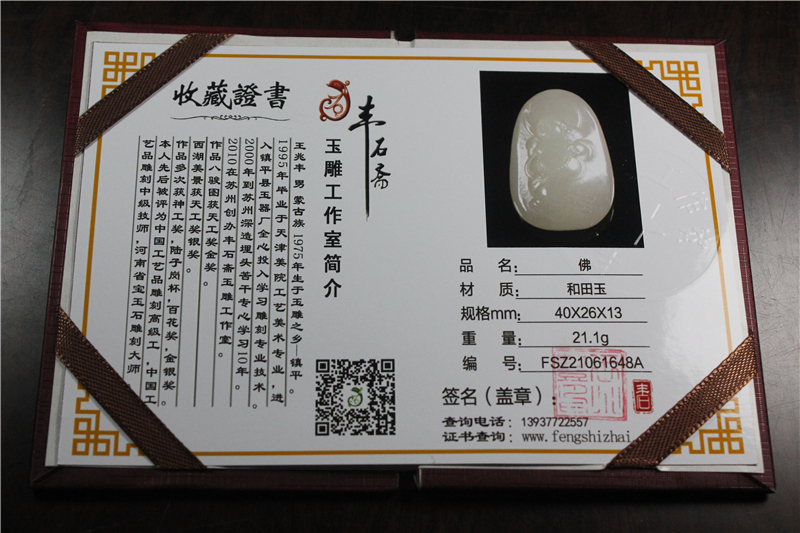 收藏證書
丰石斋
玉雕工作室简介
王兆丰 男 蒙古族 1975年生于玉雕之乡—镇平。
1995年毕业于天津美院工艺美术专业,进
入镇平县玉器厂全心投入学习雕刻专业技术。
2000年到苏州深造埋头苦干专心学习10年。
2010在苏州创办丰石斋玉雕工作室。
作品八骏图获天工奖金奖。
西湖美景获天工奖银奖。
作品多次获神工奖,陆子岗杯,百花奖,金银奖。
本人先后被评为中国工艺品雕刻高级工,中国工
艺品雕刻中级技师,河南省宝玉石雕刻大师
品 名: 佛
材 质: 和田玉
规格mm: 40X26X13
重 量: 21.1g
编 号: FSZ21061648A
签名(盖章):
查询电话: 13937722557
证书查询: www.fengshizhai.